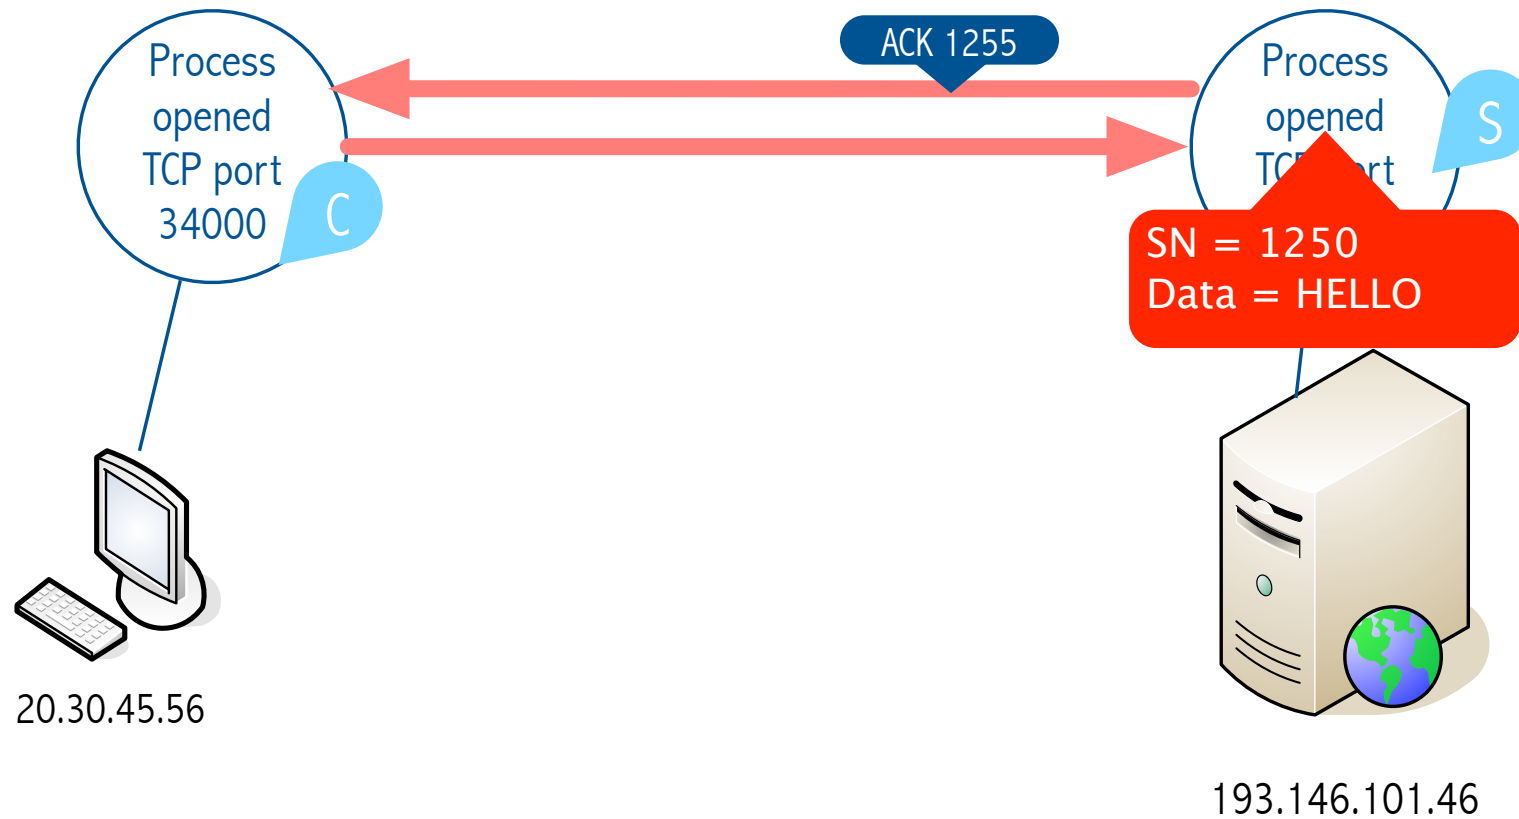 Process
opened
TCP port
34000
C
ACK 1255
Process
opened
S
SN = 1250
Data = HELLO
20.30.45.56
193.146.101.46